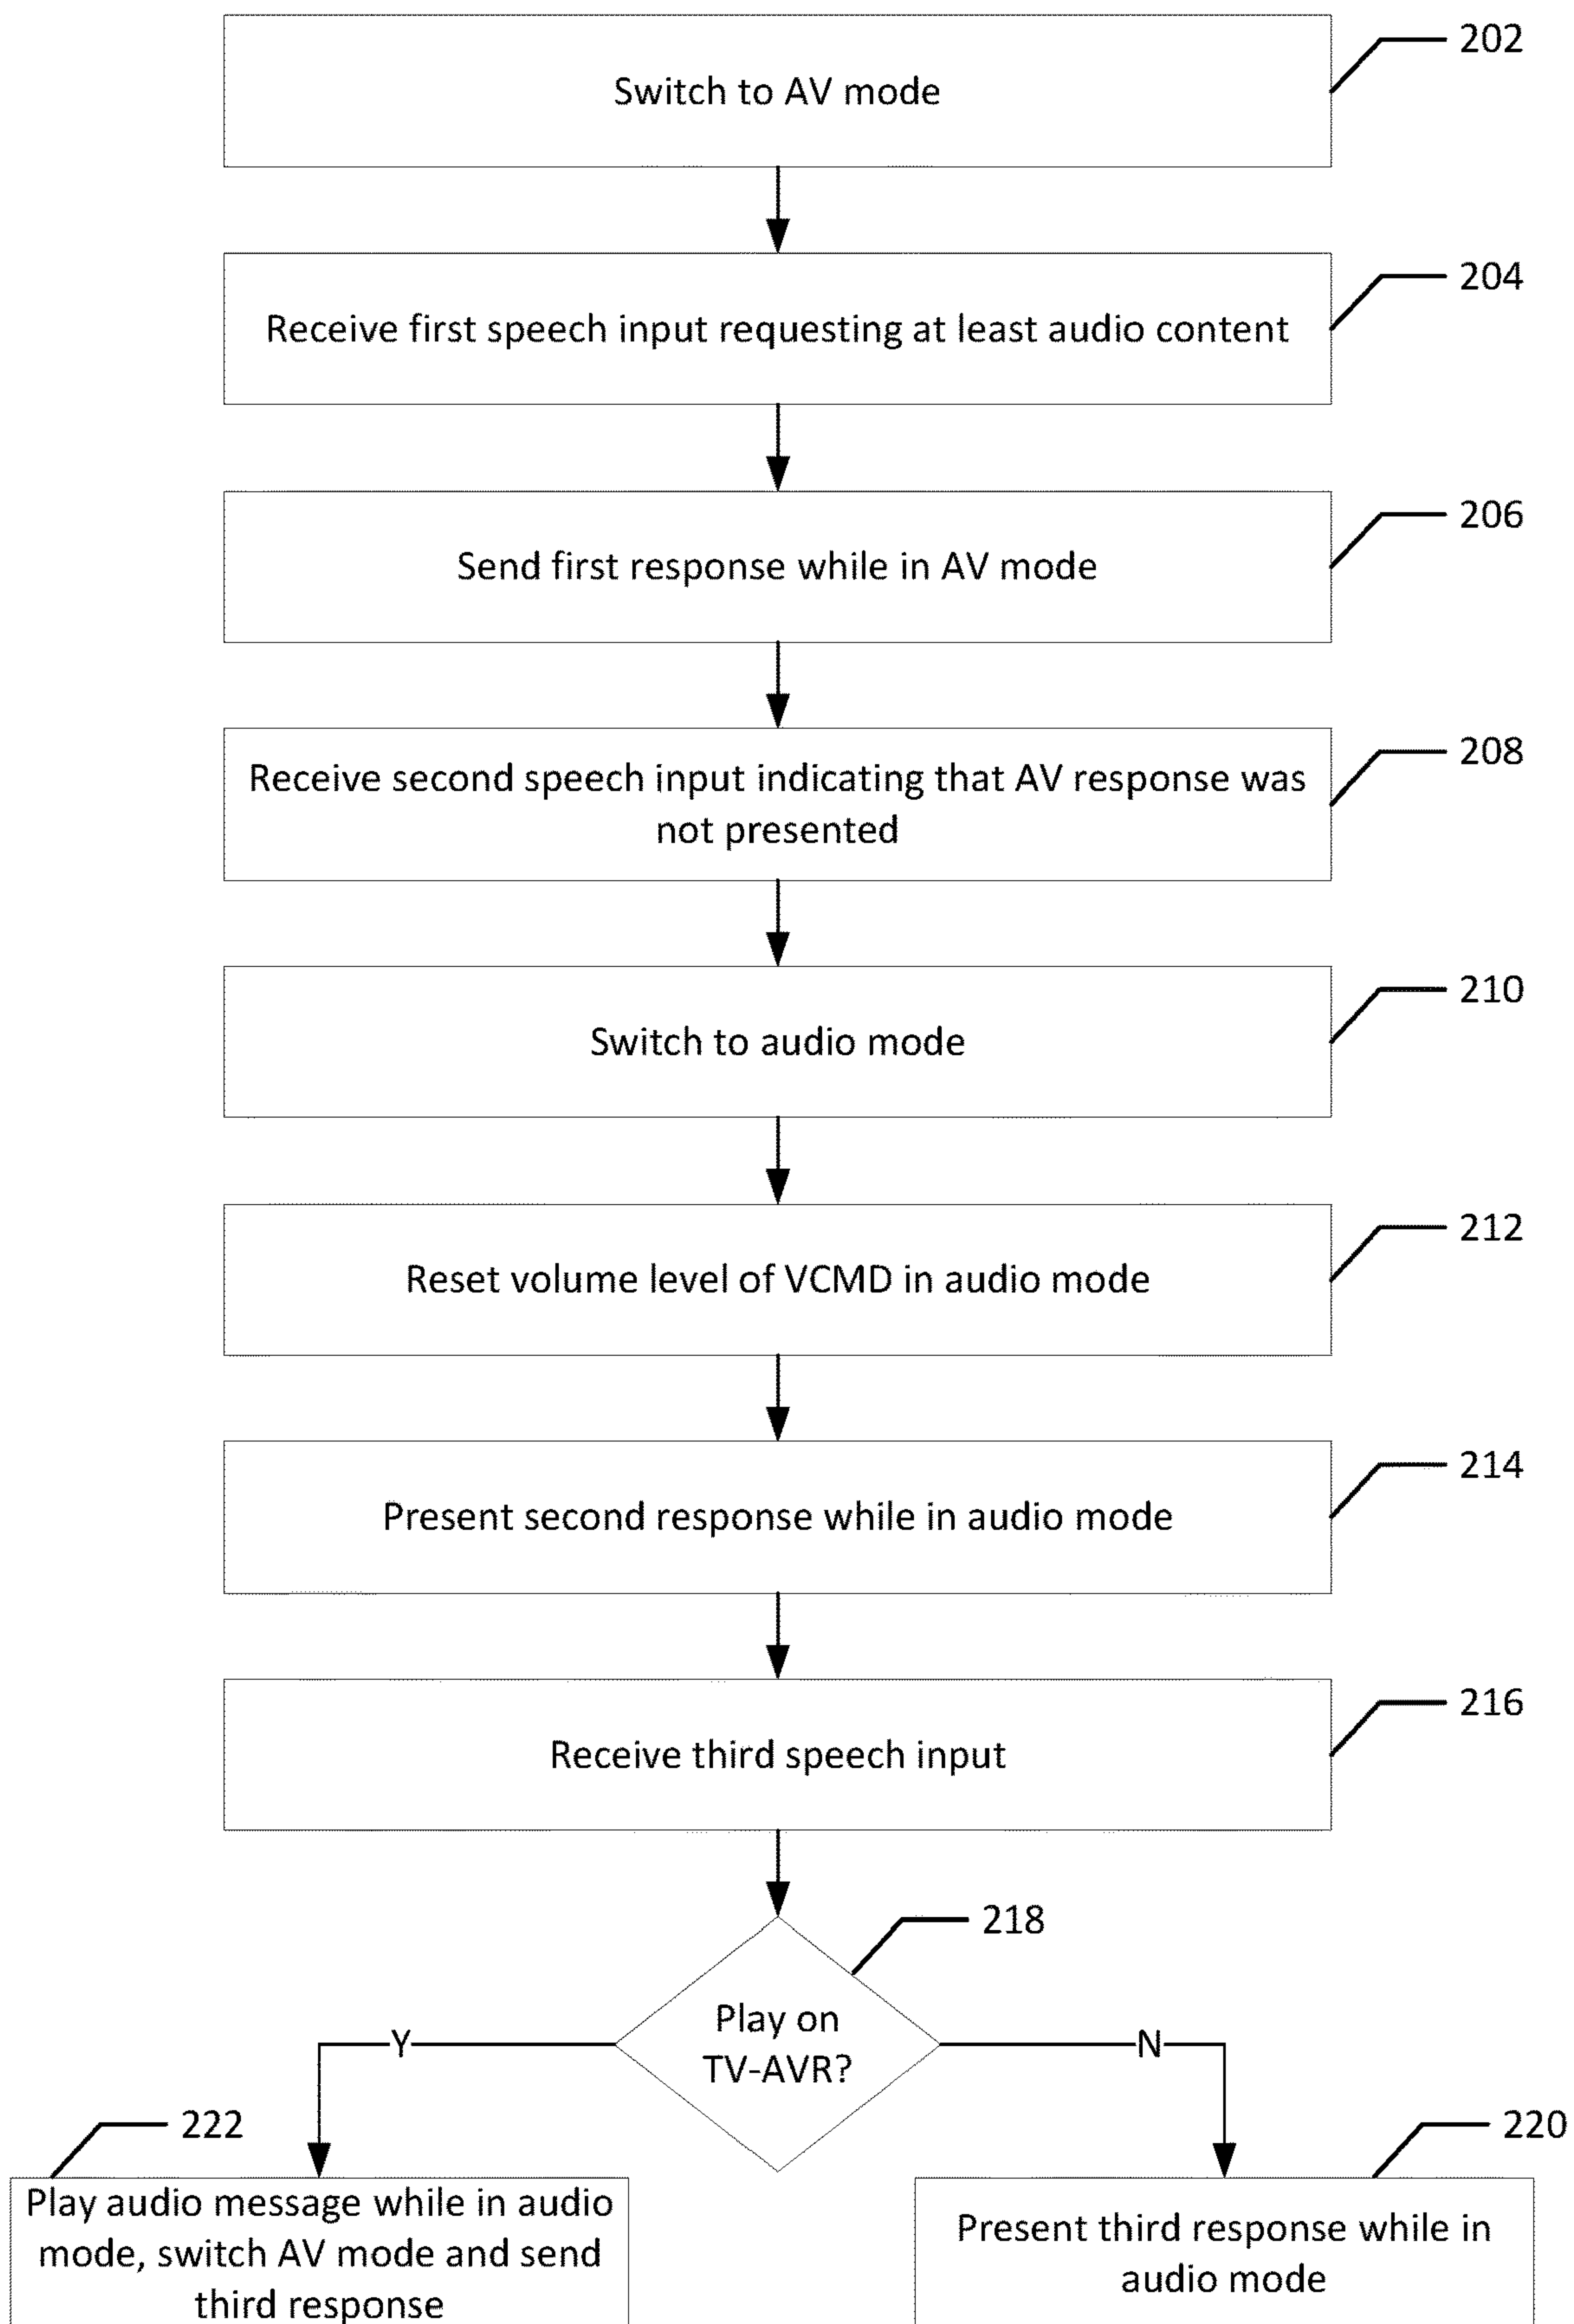 202
Switch to AV mode
204
Receive first speech input requesting at least audio content
206
Send first response while in AV mode
208
Receive second speech input indicating that AV response was
not presented
210
Switch to audio mode
212
Reset volume level of VCMD in audio mode
214
Present second response while in audio mode
216
Receive third speech input
218
Play on
TV-AVR?
Y
N
222
220
Play audio message while in audio
mode, switch AV mode and send
third response
Present third response while in
audio mode